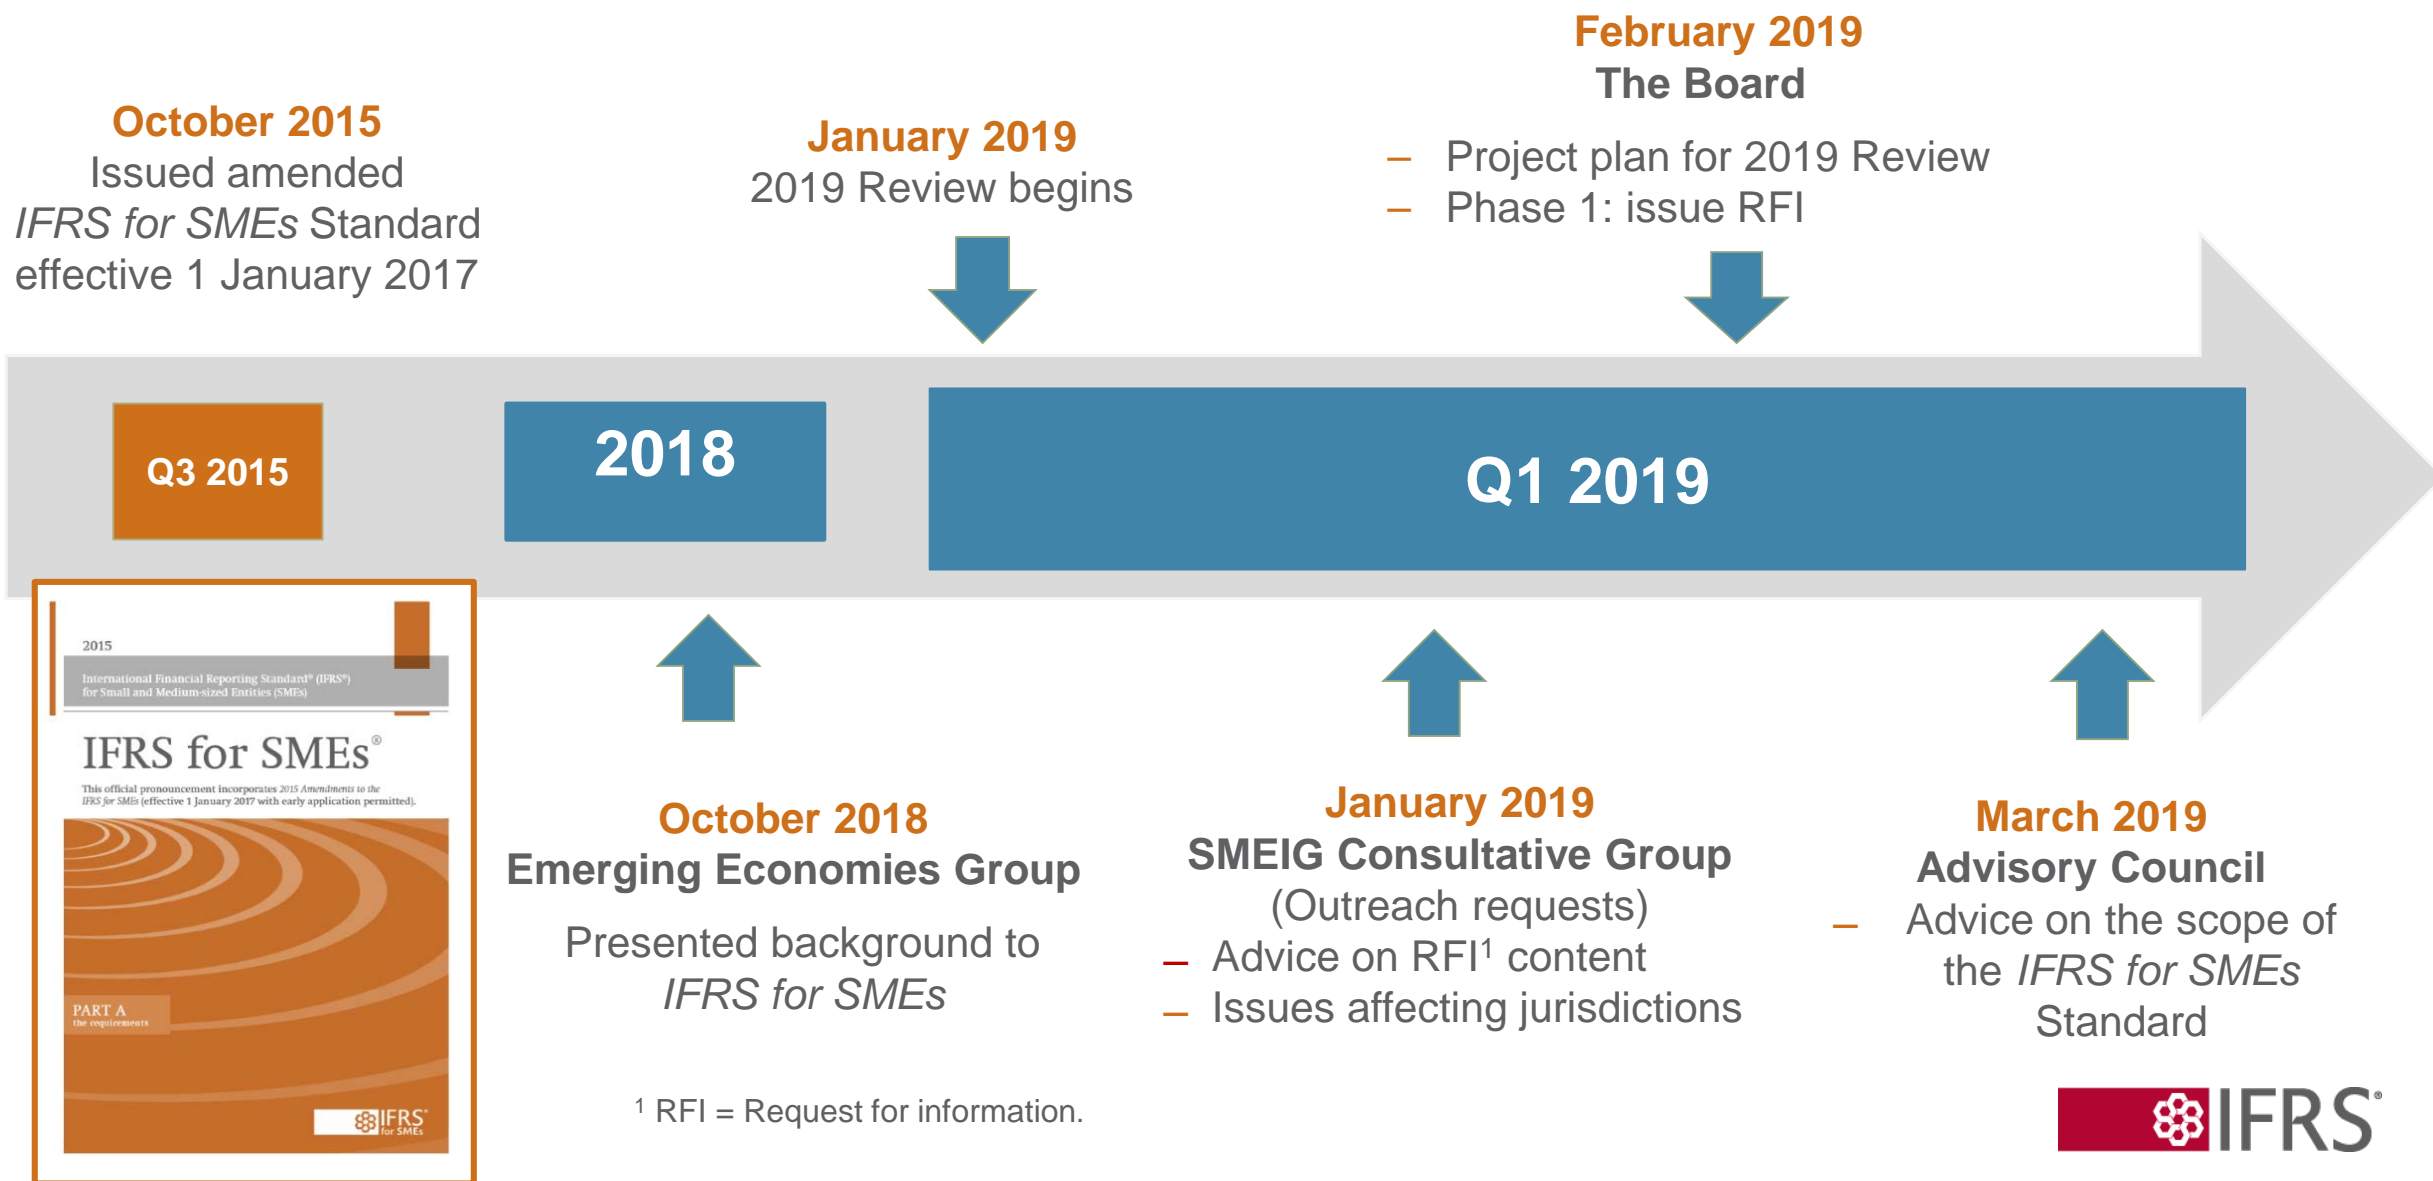 October 2015
Issued amended
IFRS for SMEs Standard
effective 1 January 2017
January 2019
2019 Review begins
February 2019
The Board
– Project plan for 2019 Review
– Phase 1: issue RFI
Q3 2015
2018
Q1 2019
2015
International Financial Reporting Standard® (IFRS®)
for Small and Medium-sized Entities (SMEs)
IFRS for SMEs®
This official pronouncement incorporates 2015 Amendments to the
IFRS for SMEs (effective 1 January 2017 with early application permitted).
PART A
the requirements
IFRS®
for SMEs
October 2018
Emerging Economies Group
Presented background to
IFRS for SMEs
January 2019
SMEIG Consultative Group
(Outreach requests)
– Advice on RFI¹ content
– Issues affecting jurisdictions
March 2019
Advisory Council
– Advice on the scope of
the IFRS for SMEs
Standard
¹ RFI = Request for information.
IFRS®